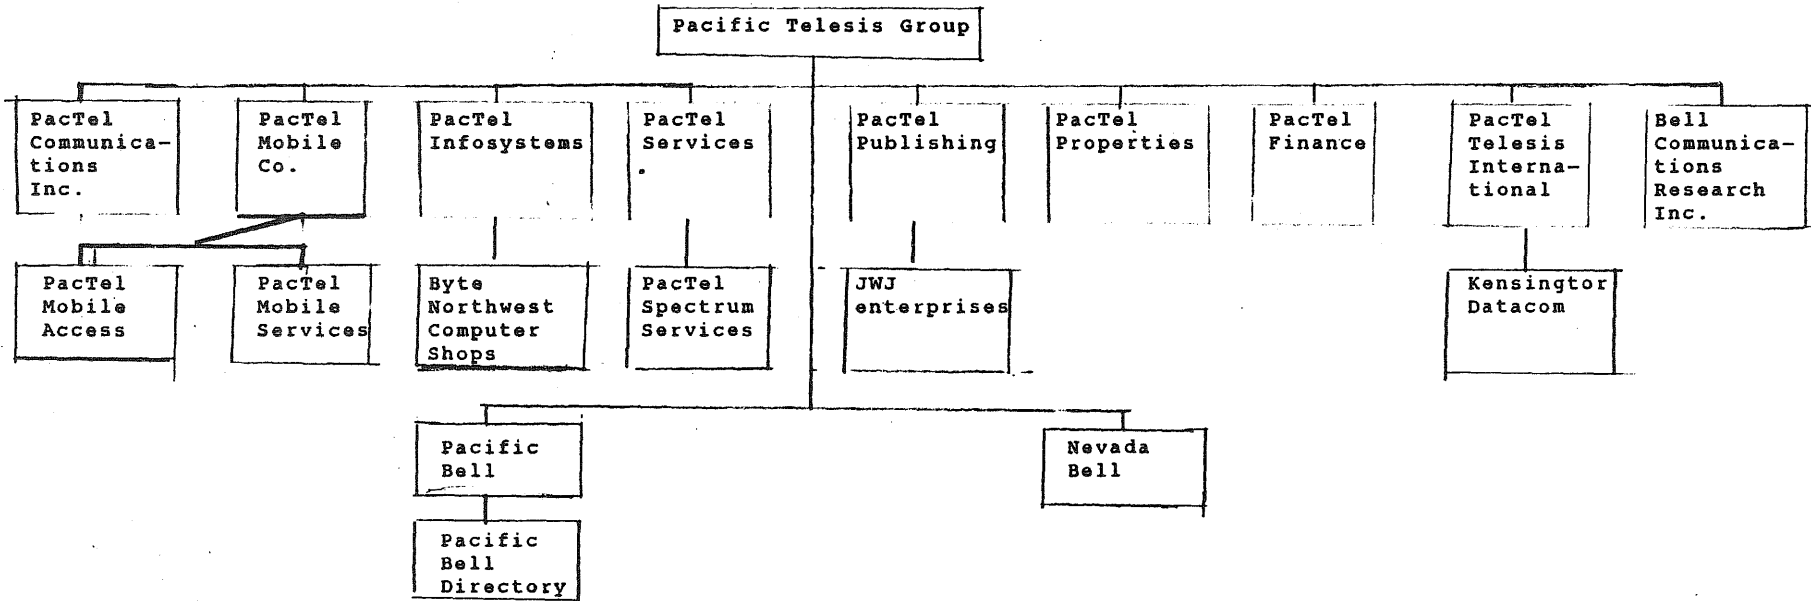 Pacific Telesis Group
PacTel
Communica-
tions
Inc.
PacTel
Mobile
Co.
PacTel
Infosystems
PacTel
Services
PacTel
Publishing
PacTel
Properties
PacTel
Finance
PacTel
Telesis
Interna-
tional
Bell
Communica-
tions
Research
Inc.
PacTel
Mobile
Access
PacTel
Mobile
Services
Byte
Northwest
Computer
Shops
PacTel
Spectrum
Services
JWJ
enterprises
Kensingtor
Datacom
Pacific
Bell
Nevada
Bell
Pacific
Bell
Directory